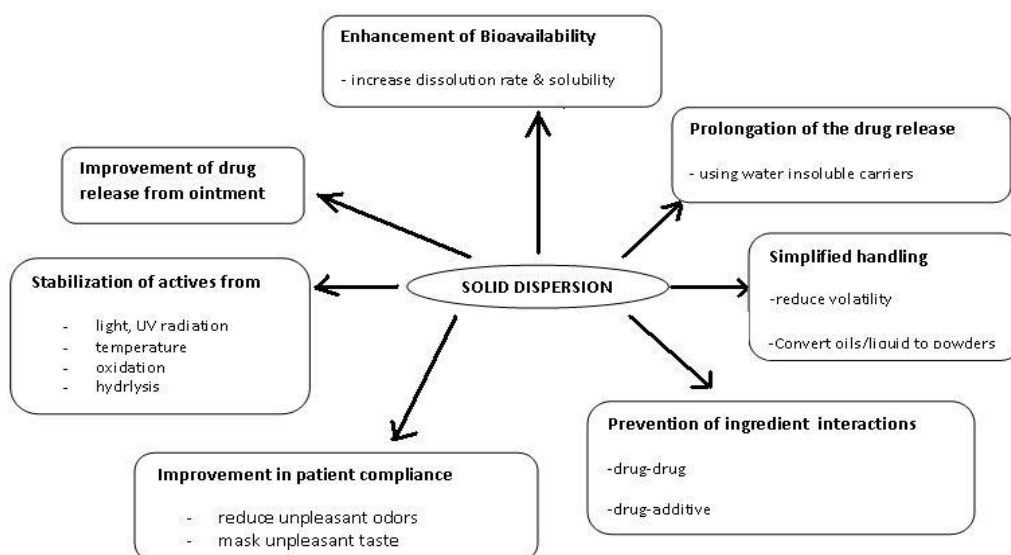 Enhancement of Bioavailability
- increase dissolution rate & solubility
Prolongation of the drug release
- using water insoluble carriers
Improvement of drug
release from ointment
Simplified handling
-reduce volatility
-Convert oils/liquid to powders
Stabilization of actives from
- light, UV radiation
- temperature
- oxidation
- hydrlysis
SOLID DISPERSION
Prevention of ingredient interactions
-drug-drug
-drug-additive
Improvement in patient compliance
- reduce unpleasant odors
- mask unpleasant taste